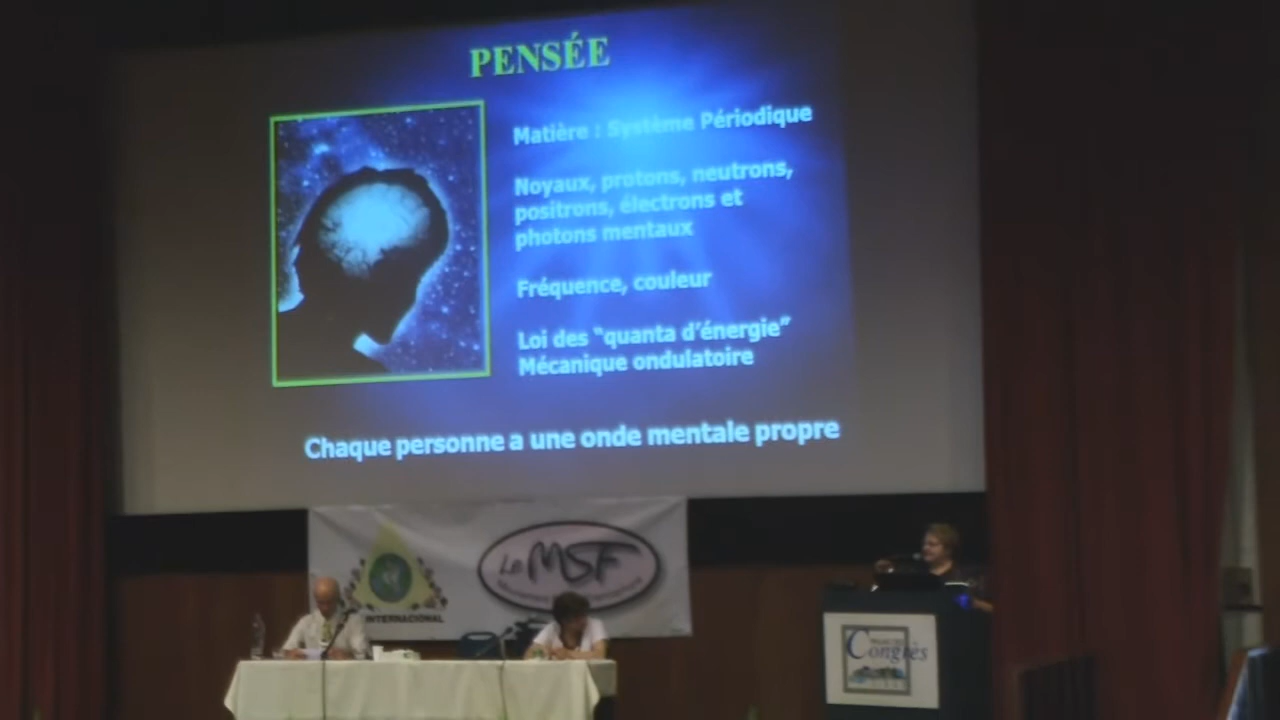 PENSÉE
Matière : Système Périodique
Noyaux, protons, neutrons,
positrons, électrons et
photons mentaux
Fréquence, couleur
Loi des “quanta d’énergie”
Mécanique ondulatoire
Chaque personne a une onde mentale propre
INTERNACIONAL
Le MSF
Congrès